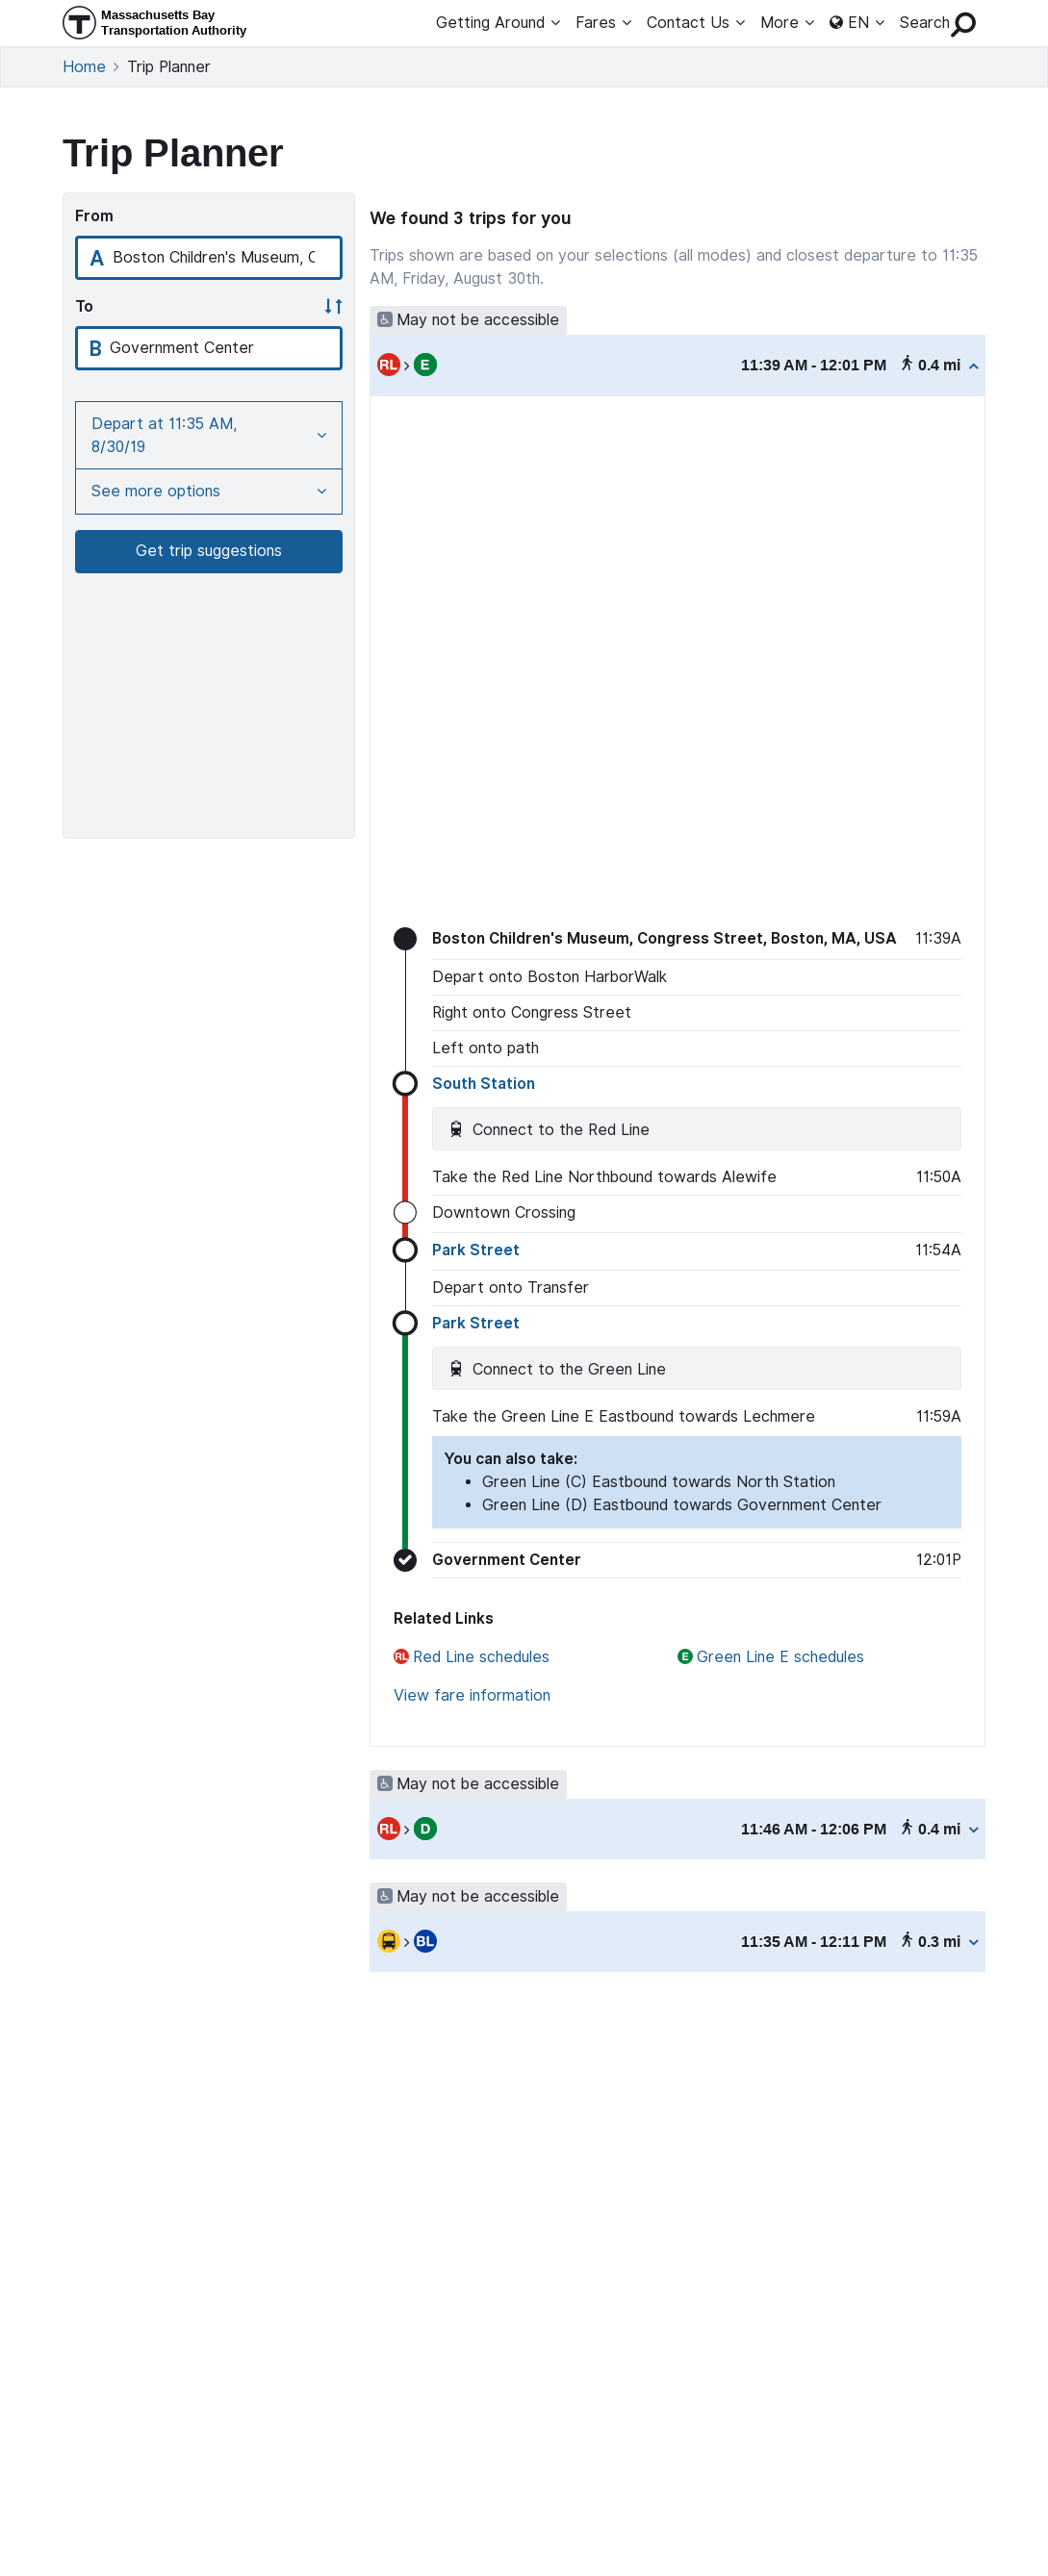 T
Massachusetts Bay
Transportation Authority
Getting Around
Fares
Contact Us
More
EN
Search
Home
Trip Planner
Trip Planner
From
A Boston Children's Museum, C
To
B Government Center
Depart at 11:35 AM,
8/30/19
See more options
Get trip suggestions
We found 3 trips for you
Trips shown are based on your selections (all modes) and closest departure to 11:35
AM, Friday, August 30th.
May not be accessible
RL E 11:39 AM - 12:01 PM 0.4 mi
Boston Children's Museum, Congress Street, Boston, MA, USA 11:39A
Depart onto Boston HarborWalk
Right onto Congress Street
Left onto path
South Station
Connect to the Red Line
Take the Red Line Northbound towards Alewife 11:50A
Downtown Crossing
Park Street 11:54A
Depart onto Transfer
Park Street
Connect to the Green Line
Take the Green Line E Eastbound towards Lechmere 11:59A
You can also take:
• Green Line (C) Eastbound towards North Station
• Green Line (D) Eastbound towards Government Center
Government Center 12:01P
Related Links
RL Red Line schedules
E Green Line E schedules
View fare information
May not be accessible
RL D 11:46 AM - 12:06 PM 0.4 mi
May not be accessible
BL 11:35 AM - 12:11 PM 0.3 mi